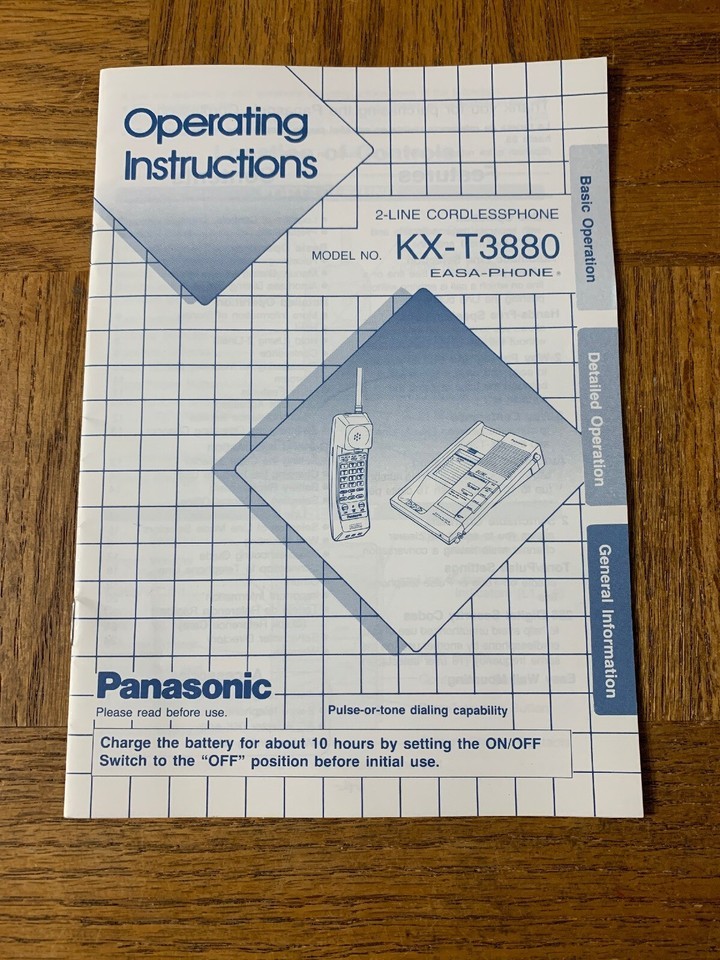 Operating
Instructions
2-LINE CORDLESSPHONE
MODEL NO. KX-T3880
EASA-PHONE®
Basic Operation
Detailed Operation
General Information
Panasonic
Please read before use.
Pulse-or-tone dialing capability
Charge the battery for about 10 hours by setting the ON/OFF
Switch to the “OFF” position before initial use.